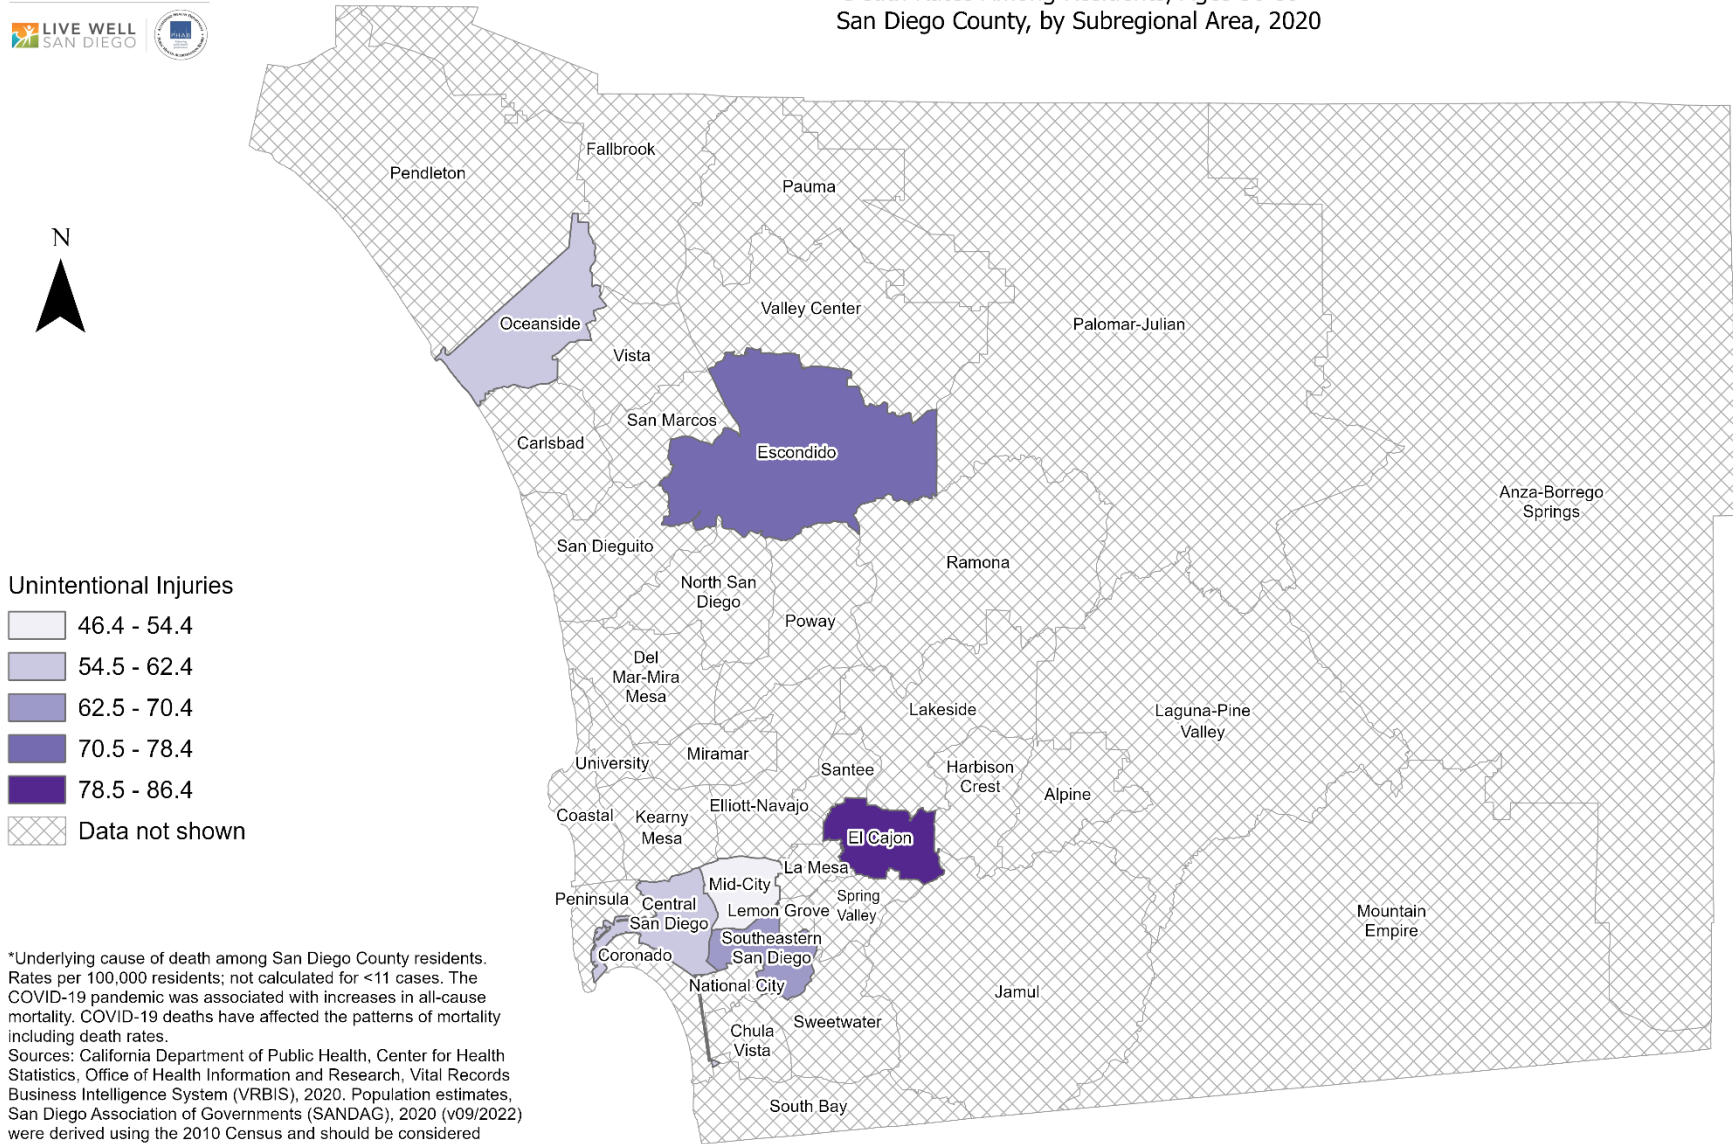 LIVE WELL
SAN DIEGO
PHAB
San Diego County, by Subregional Area, 2020
Fallbrook
Pendleton
Pauma
N
Oceanside
Valley Center
Palomar-Julian
Vista
San Marcos
Carlsbad
Escondido
Anza-Borrego
Springs
San Dieguito
Ramona
North San
Diego
Poway
Unintentional Injuries
46.4 - 54.4
54.5 - 62.4
62.5 - 70.4
70.5 - 78.4
78.5 - 86.4
Data not shown
Del
Mar-Mira
Mesa
Lakeside
Laguna-Pine
Valley
Miramar
University
Santee
Harbison
Crest
Alpine
Elliott-Navajo
Coastal
Kearny
Mesa
El Cajon
La Mesa
Mid-City
Peninsula
Central
San Diego
Lemon Grove
Spring
Valley
Mountain
Empire
Southeastern
San Diego
Coronado
National City
Jamul
Sweetwater
Chula
Vista
South Bay
*Underlying cause of death among San Diego County residents.
Rates per 100,000 residents; not calculated for <11 cases. The
COVID-19 pandemic was associated with increases in all-cause
mortality. COVID-19 deaths have affected the patterns of mortality
including death rates.
Sources: California Department of Public Health, Center for Health
Statistics, Office of Health Information and Research, Vital Records
Business Intelligence System (VRBIS), 2020. Population estimates,
San Diego Association of Governments (SANDAG), 2020 (v09/2022)
were derived using the 2010 Census and should be considered